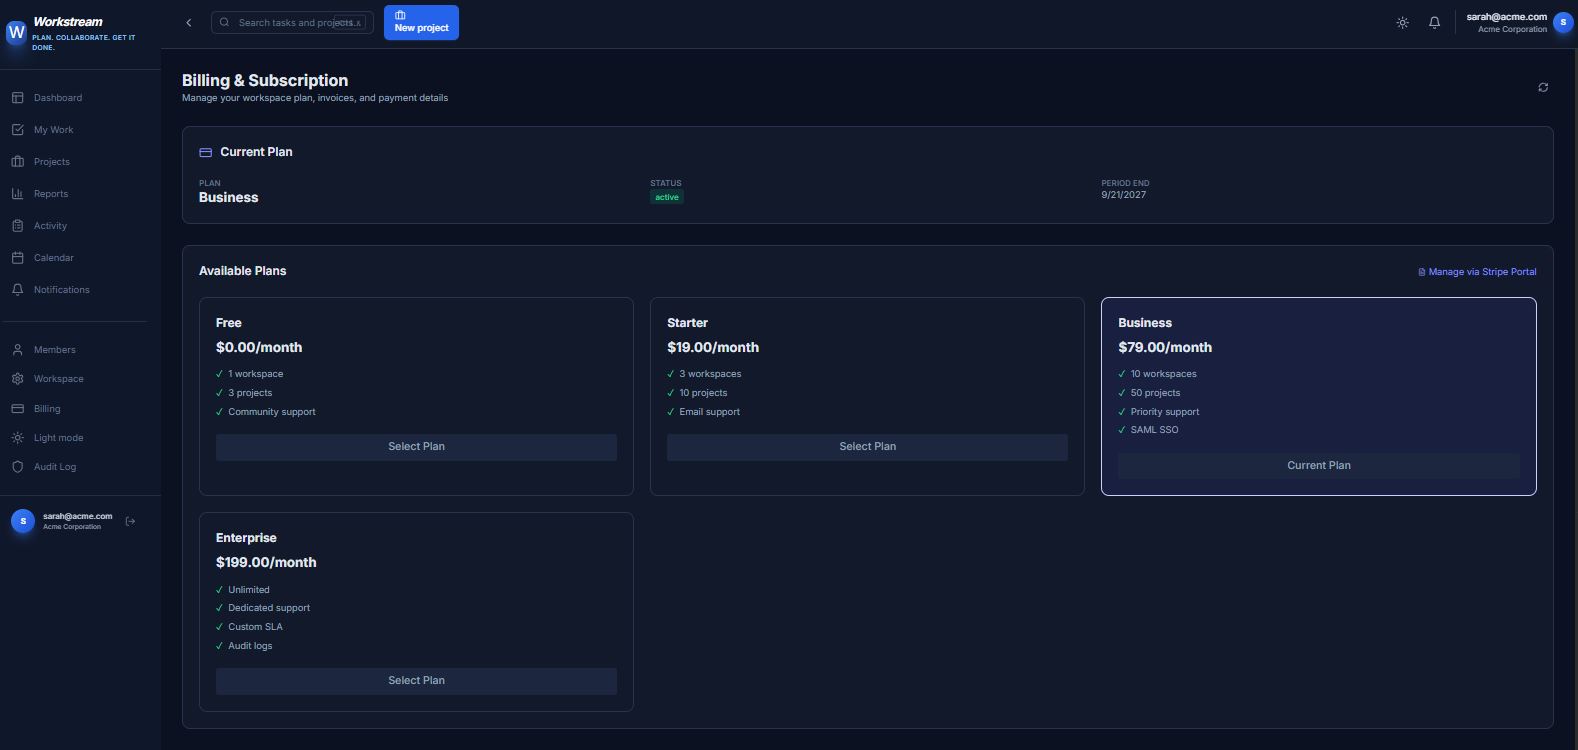 W
Workstream
PLAN. COLLABORATE. GET IT
DONE.
Dashboard
My Work
Projects
Reports
Activity
Calendar
Notifications
Members
Workspace
Billing
Light mode
Audit Log
S
sarah@acme.com
Acme Corporation
Search tasks and projects...
New project
sarah@acme.com
Acme Corporation
S
Billing & Subscription
Manage your workspace plan, invoices, and payment details
Current Plan
PLAN
Business
STATUS
active
PERIOD END
9/21/2027
Available Plans
Manage via Stripe Portal
Free
$0.00/month
✓ 1 workspace
✓ 3 projects
✓ Community support
Select Plan
Starter
$19.00/month
✓ 3 workspaces
✓ 10 projects
✓ Email support
Select Plan
Business
$79.00/month
✓ 10 workspaces
✓ 50 projects
✓ Priority support
✓ SAML SSO
Current Plan
Enterprise
$199.00/month
✓ Unlimited
✓ Dedicated support
✓ Custom SLA
✓ Audit logs
Select Plan